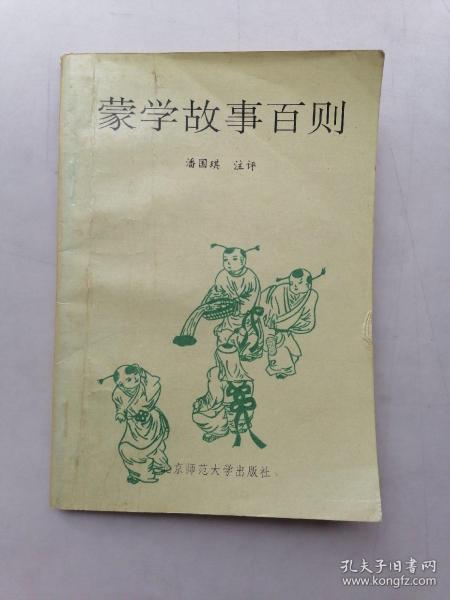 蒙学故事百则
潘国琪 注评
北京师范大学出版社
孔夫子旧书网
www.kongfz.com